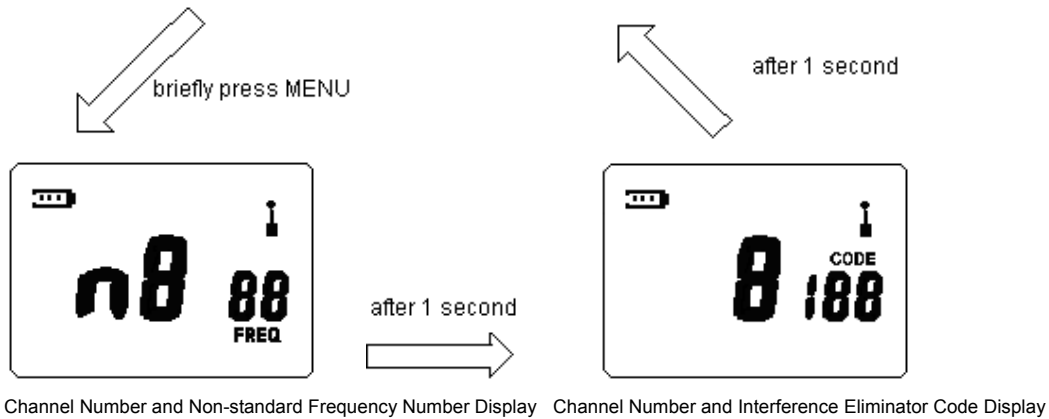 briefly press MENU
after 1 second
n8 88
FREQ
after 1 second
CODE
8 188
Channel Number and Non-standard Frequency Number Display
Channel Number and Interference Eliminator Code Display